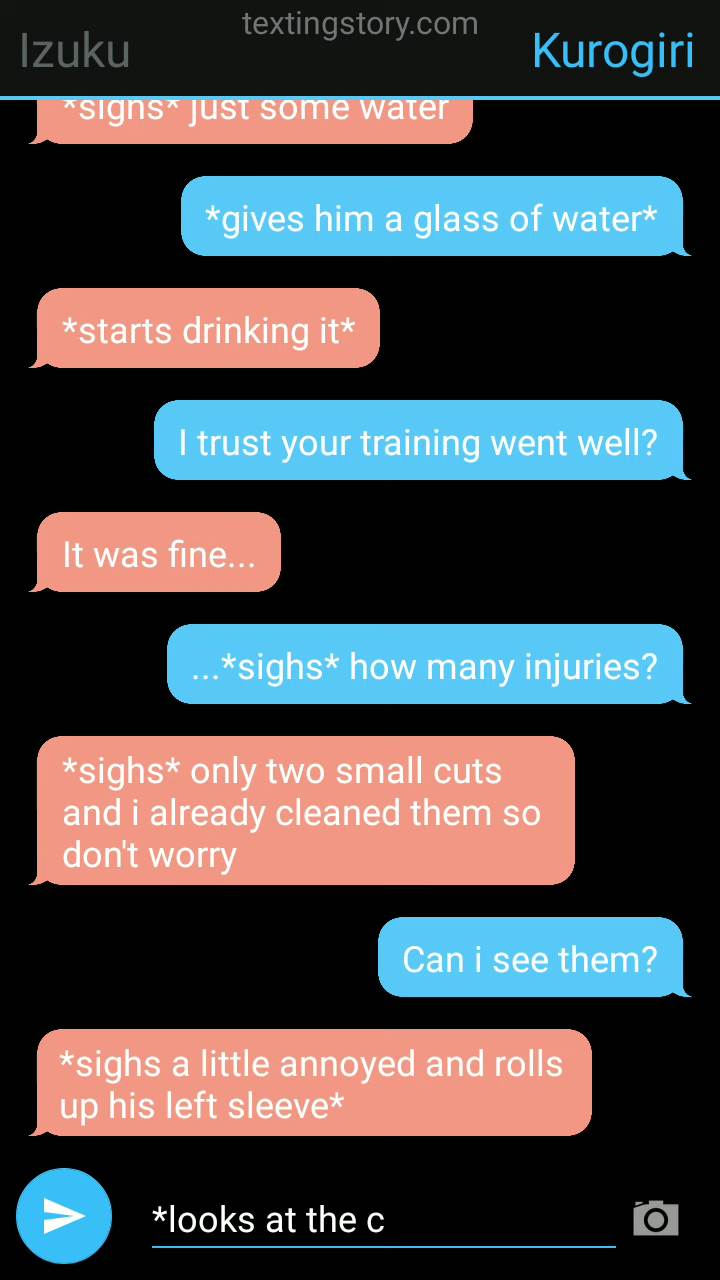 textingstory.com
Izuku
Kurogiri
*sighs* just some water
*gives him a glass of water*
*starts drinking it*
I trust your training went well?
It was fine...
...*sighs* how many injuries?
*sighs* only two small cuts
and i already cleaned them so
don't worry
Can i see them?
*sighs a little annoyed and rolls
up his left sleeve*
*looks at the c